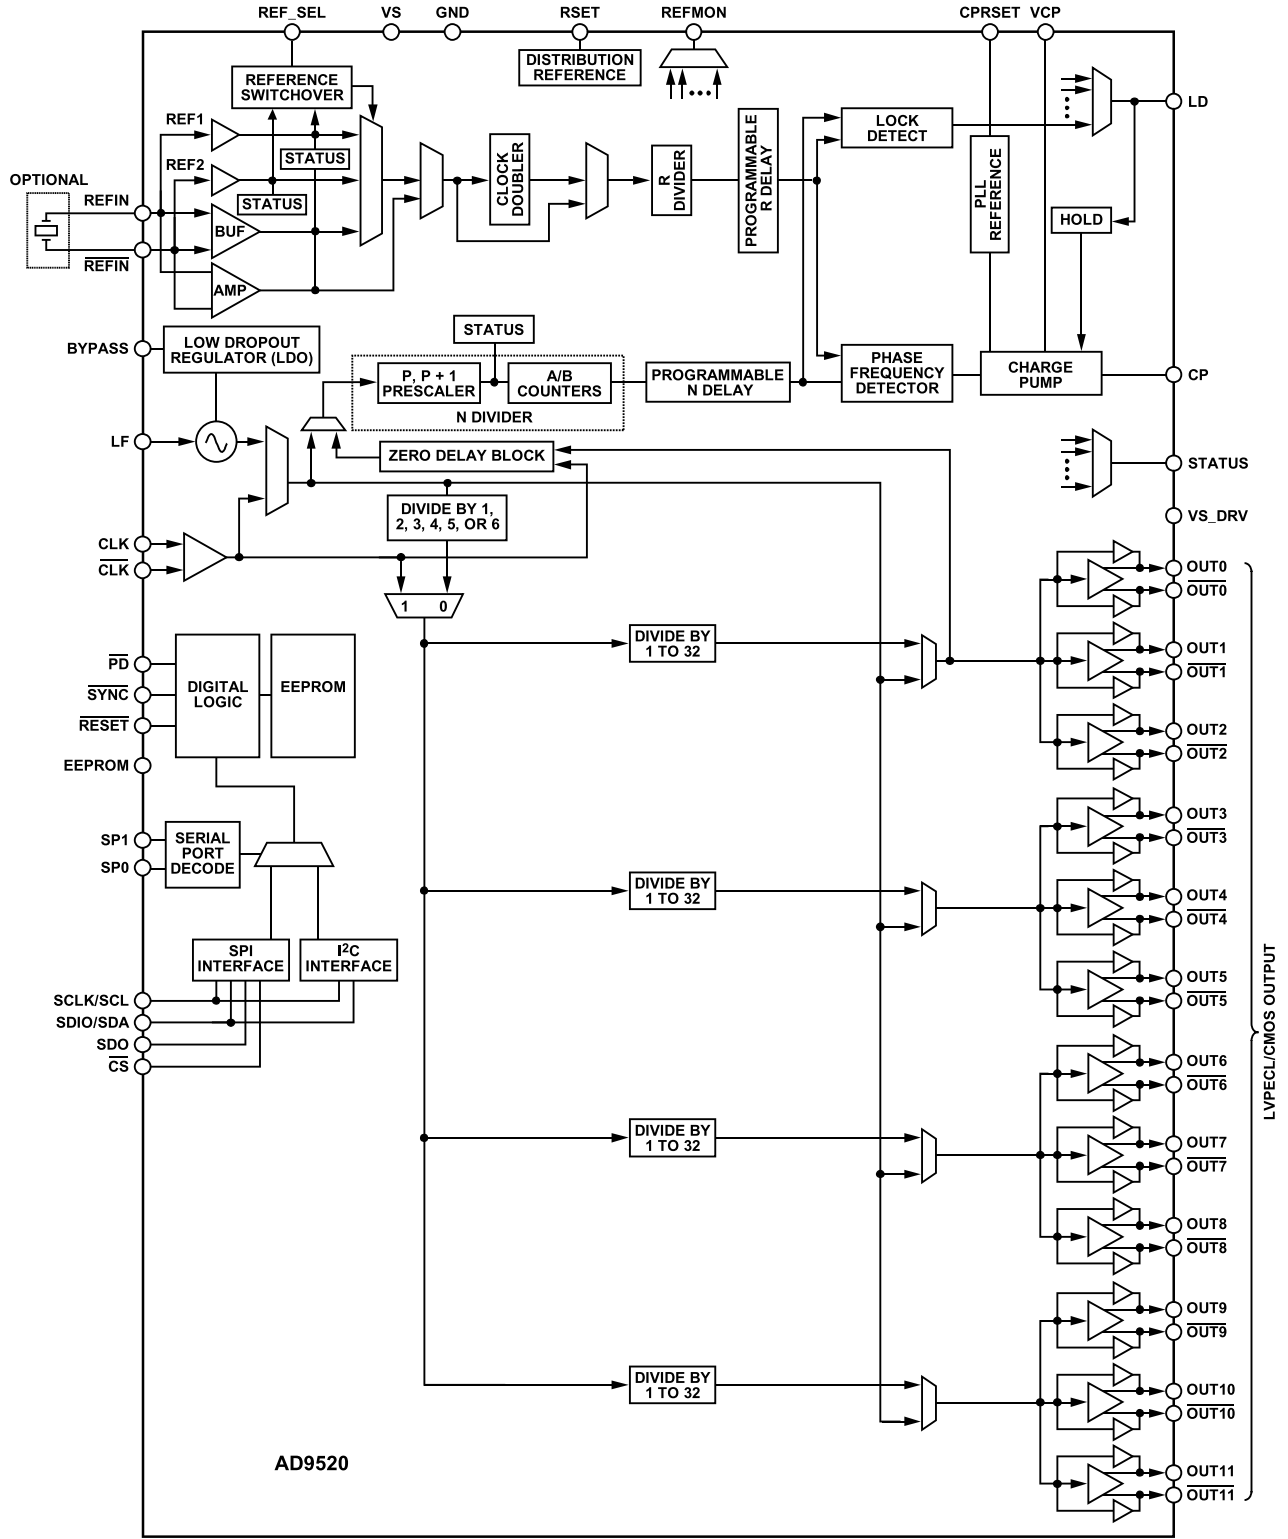 REF_SEL
VS
GND
RSET
REFMON
CPRSET
VCP
DISTRIBUTION
REFERENCE
REFERENCE
SWITCHOVER
LD
REF1
LOCK
DETECT
STATUS
CLOCK
DOUBLER
R
DIVIDER
PROGRAMMABLE
R DELAY
PLL
REFERENCE
REF2
OPTIONAL
REFIN
STATUS
HOLD
BUF
REFIN
AMP
STATUS
BYPASS
LOW DROPOUT
REGULATOR (LDO)
P, P + 1
PRESCALER
A/B
COUNTERS
PROGRAMMABLE
N DELAY
PHASE
FREQUENCY
DETECTOR
CHARGE
PUMP
CP
N DIVIDER
LF
ZERO DELAY BLOCK
STATUS
DIVIDE BY 1,
2, 3, 4, 5, OR 6
VS_DRV
CLK
CLK
1
0
OUT0
OUT0
DIVIDE BY
1 TO 32
OUT1
OUT1
PD
SYNC
RESET
DIGITAL
LOGIC
EEPROM
OUT2
OUT2
EEPROM
OUT3
OUT3
SP1
SP0
SERIAL
PORT
DECODE
DIVIDE BY
1 TO 32
OUT4
OUT4
SPI
INTERFACE
I²C
INTERFACE
OUT5
OUT5
SCLK/SCL
SDIO/SDA
SDO
CS
LVPECL/CMOS OUTPUT
OUT6
OUT6
DIVIDE BY
1 TO 32
OUT7
OUT7
OUT8
OUT8
OUT9
OUT9
DIVIDE BY
1 TO 32
OUT10
OUT10
AD9520
OUT11
OUT11